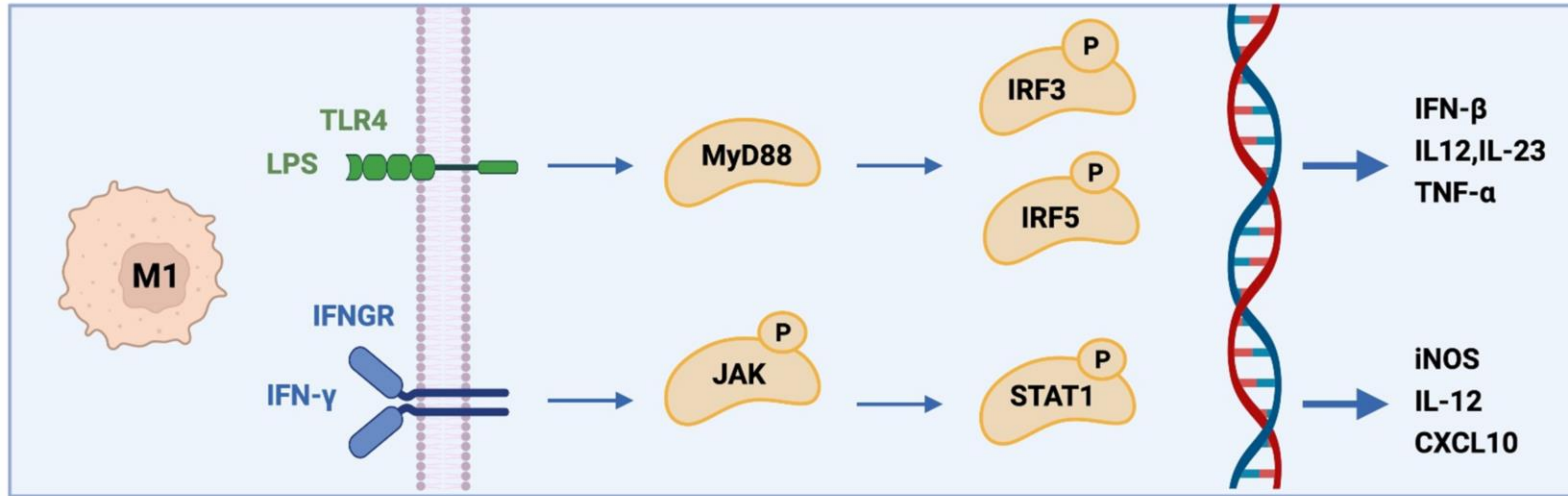 M1
TLR4
LPS
MyD88
P
IRF3
P
IRF5
IFN-β
IL12,IL-23
TNF-α
IFNGR
IFN-γ
P
JAK
P
STAT1
iNOS
IL-12
CXCL10